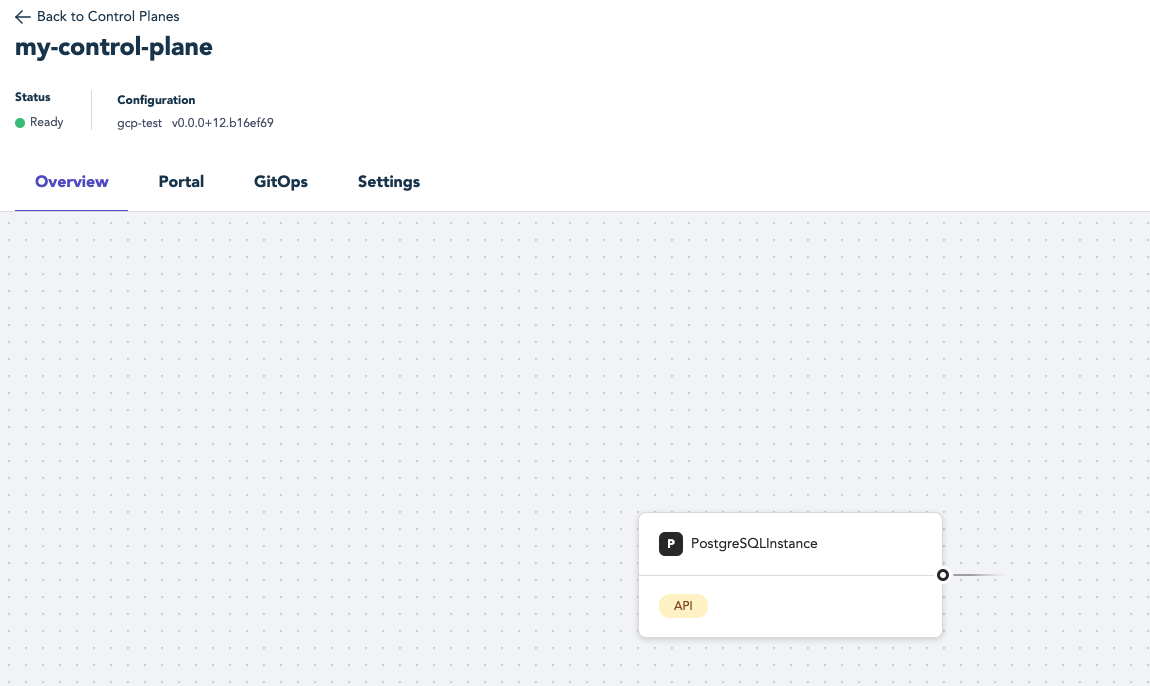 Back to Control Planes
my-control-plane
Status
Configuration
Ready
gcp-test v0.0.0+12.b16ef69
Overview Portal GitOps Settings
P PostgreSQLInstance
API